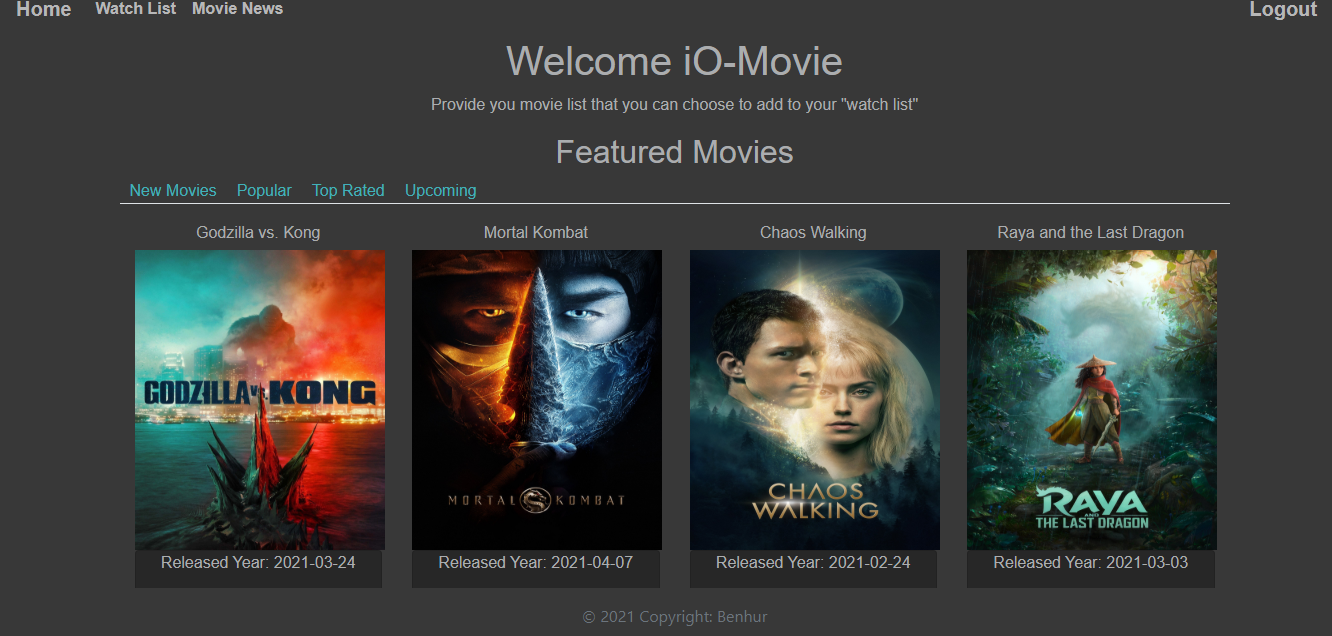 Home Watch List Movie News Logout
Welcome iO-Movie
Provide you movie list that you can choose to add to your "watch list"
Featured Movies
New Movies Popular Top Rated Upcoming
Godzilla vs. Kong Mortal Kombat Chaos Walking Raya and the Last Dragon
GODZILLA vs. KONG
MORTAL KOMBAT
CHAOS
WALKING
RAYA
AND
THE LAST DRAGON
Released Year: 2021-03-24 Released Year: 2021-04-07 Released Year: 2021-02-24 Released Year: 2021-03-03
© 2021 Copyright: Benhur